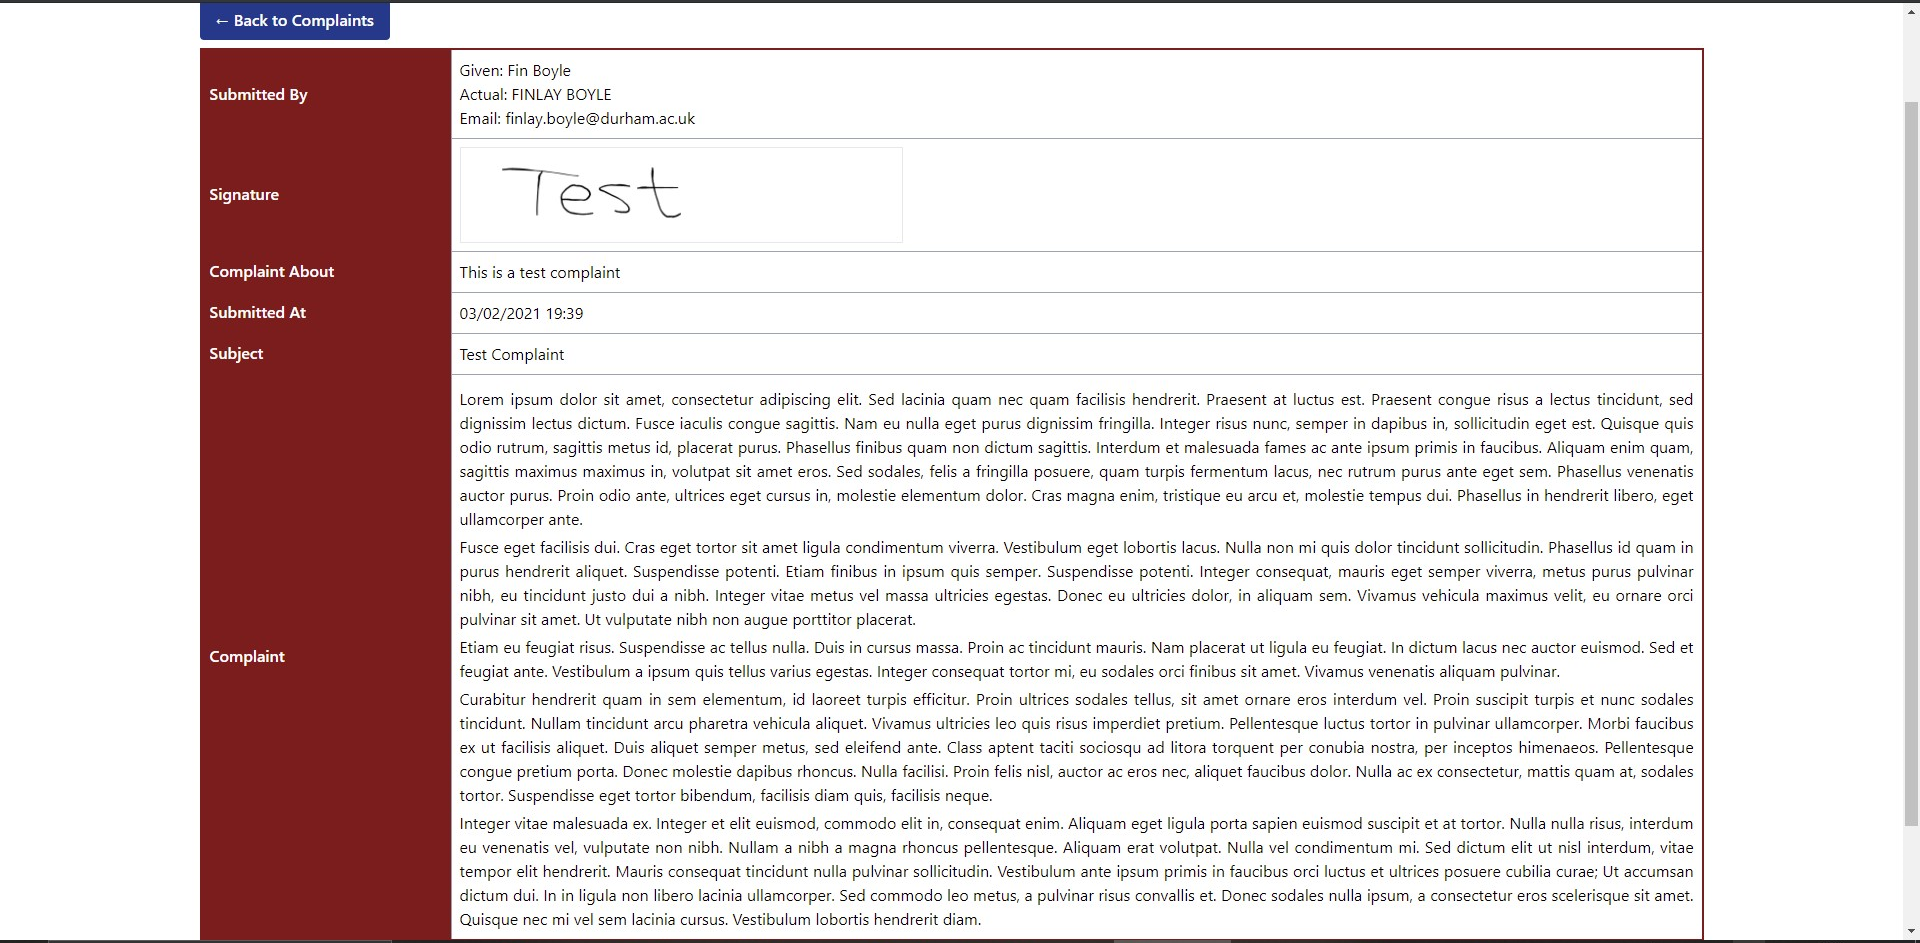 ← Back to Complaints
Submitted By
Given: Fin Boyle
Actual: FINLAY BOYLE
Email: finlay.boyle@durham.ac.uk
Signature
Test
Complaint About
This is a test complaint
Submitted At
03/02/2021 19:39
Subject
Test Complaint
Complaint
Lorem ipsum dolor sit amet, consectetur adipiscing elit. Sed lacinia quam nec quam facilisis hendrerit. Praesent at luctus est. Praesent congue risus a lectus tincidunt, sed
dignissim lectus dictum. Fusce iaculis congue sagittis. Nam eu nulla eget purus dignissim fringilla. Integer risus nunc, semper in dapibus in, sollicitudin eget est. Quisque quis
odio rutrum, sagittis metus id, placerat purus. Phasellus finibus quam non dictum sagittis. Interdum et malesuada fames ac ante ipsum primis in faucibus. Aliquam enim quam,
sagittis maximus maximus in, volutpat sit amet eros. Sed sodales, felis a fringilla posuere, quam turpis fermentum lacus, nec rutrum purus ante eget sem. Phasellus venenatis
auctor purus. Proin odio ante, ultrices eget cursus in, molestie elementum dolor. Cras magna enim, tristique eu arcu et, molestie tempus dui. Phasellus in hendrerit libero, eget
ullamcorper ante.
Fusce eget facilisis dui. Cras eget tortor sit amet ligula condimentum viverra. Vestibulum eget lobortis lacus. Nulla non mi quis dolor tincidunt sollicitudin. Phasellus id quam in
purus hendrerit aliquet. Suspendisse potenti. Etiam finibus in ipsum quis semper. Suspendisse potenti. Integer consequat, mauris eget semper viverra, metus purus pulvinar
nibh, eu tincidunt justo dui a nibh. Integer vitae metus vel massa ultricies egestas. Donec eu ultricies dolor, in aliquam sem. Vivamus vehicula maximus velit, eu ornare orci
pulvinar sit amet. Ut vulputate nibh non augue porttitor placerat.
Etiam eu feugiat risus. Suspendisse ac tellus nulla. Duis in cursus massa. Proin ac tincidunt mauris. Nam placerat ut ligula eu feugiat. In dictum lacus nec auctor euismod. Sed et
feugiat ante. Vestibulum a ipsum quis tellus varius egestas. Integer consequat tortor mi, eu sodales orci finibus sit amet. Vivamus venenatis aliquam pulvinar.
Curabitur hendrerit quam in sem elementum, id laoreet turpis efficitur. Proin ultrices sodales tellus, sit amet ornare eros interdum vel. Proin suscipit turpis et nunc sodales
tincidunt. Nullam tincidunt arcu pharetra vehicula aliquet. Vivamus ultricies leo quis risus imperdiet pretium. Pellentesque luctus tortor in pulvinar ullamcorper. Morbi faucibus
ex ut facilisis aliquet. Duis aliquet semper metus, sed eleifend ante. Class aptent taciti sociosqu ad litora torquent per conubia nostra, per inceptos himenaeos. Pellentesque
congue pretium porta. Donec molestie dapibus rhoncus. Nulla facilisi. Proin felis nisl, auctor ac eros nec, aliquet faucibus dolor. Nulla ac ex consectetur, mattis quam at, sodales
tortor. Suspendisse eget tortor bibendum, facilisis diam quis, facilisis neque.
Integer vitae malesuada ex. Integer et elit euismod, commodo elit in, consequat enim. Aliquam eget ligula porta sapien euismod suscipit et at tortor. Nulla nulla risus, interdum
eu venenatis vel, vulputate non nibh. Nullam a nibh a magna rhoncus pellentesque. Aliquam erat volutpat. Nulla vel condimentum mi. Sed dictum elit ut nisl interdum, vitae
tempor elit hendrerit. Mauris consequat tincidunt nulla pulvinar sollicitudin. Vestibulum ante ipsum primis in faucibus orci luctus et ultrices posuere cubilia curae; Ut accumsan
dictum dui. In in ligula non libero lacinia ullamcorper. Sed commodo leo metus, a pulvinar risus convallis et. Donec sodales nulla ipsum, a consectetur eros scelerisque sit amet.
Quisque nec mi vel sem lacinia cursus. Vestibulum lobortis hendrerit diam.